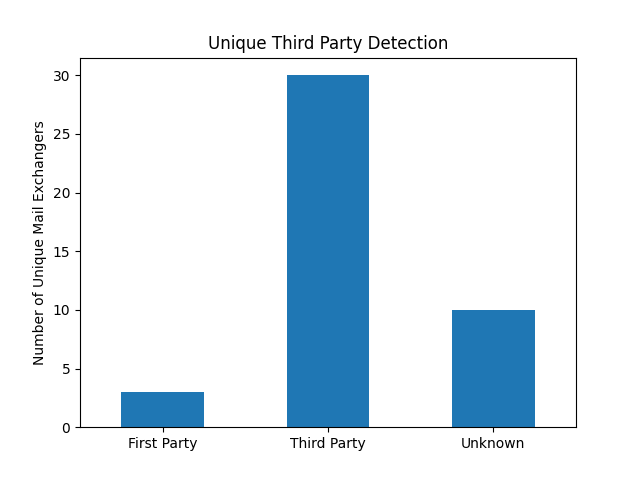 Unique Third Party Detection
Number of Unique Mail Exchangers
30
25
20
15
10
5
0
First Party
Third Party
Unknown